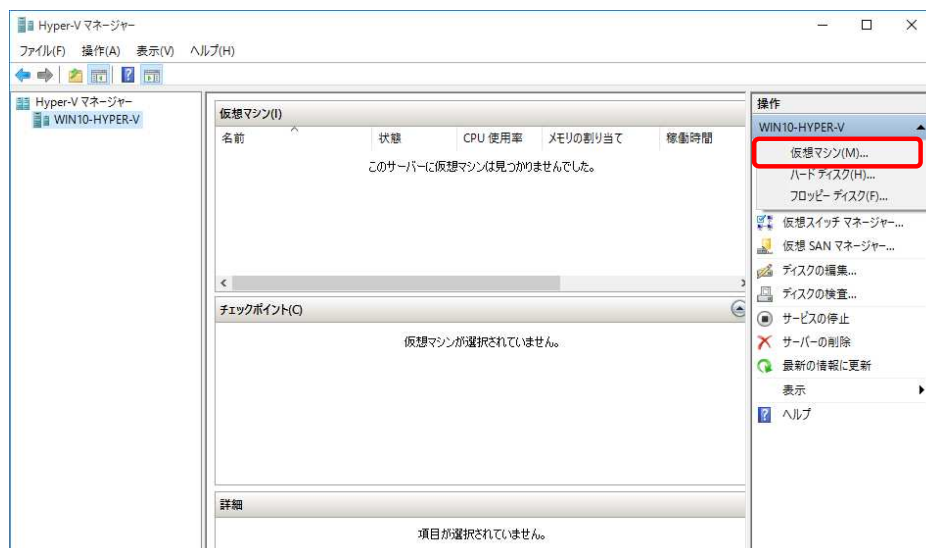 Hyper-V マネージャー
ファイル(F) 操作(A) 表示(V) ヘルプ(H)
Hyper-V マネージャー
WIN10-HYPER-V
仮想マシン(I)
名前 状態 CPU 使用率 メモリの割り当て 稼働時間
このサーバーに仮想マシンは見つかりませんでした。
チェックポイント(C)
仮想マシンが選択されていません。
詳細
項目が選択されていません。
操作
WIN10-HYPER-V
仮想マシン(M)...
ハード ディスク(H)...
フロッピー ディスク(F)...
仮想スイッチ マネージャー...
仮想 SAN マネージャー...
ディスクの編集...
ディスクの検査...
サービスの停止
サーバーの削除
最新の情報に更新
表示
ヘルプ